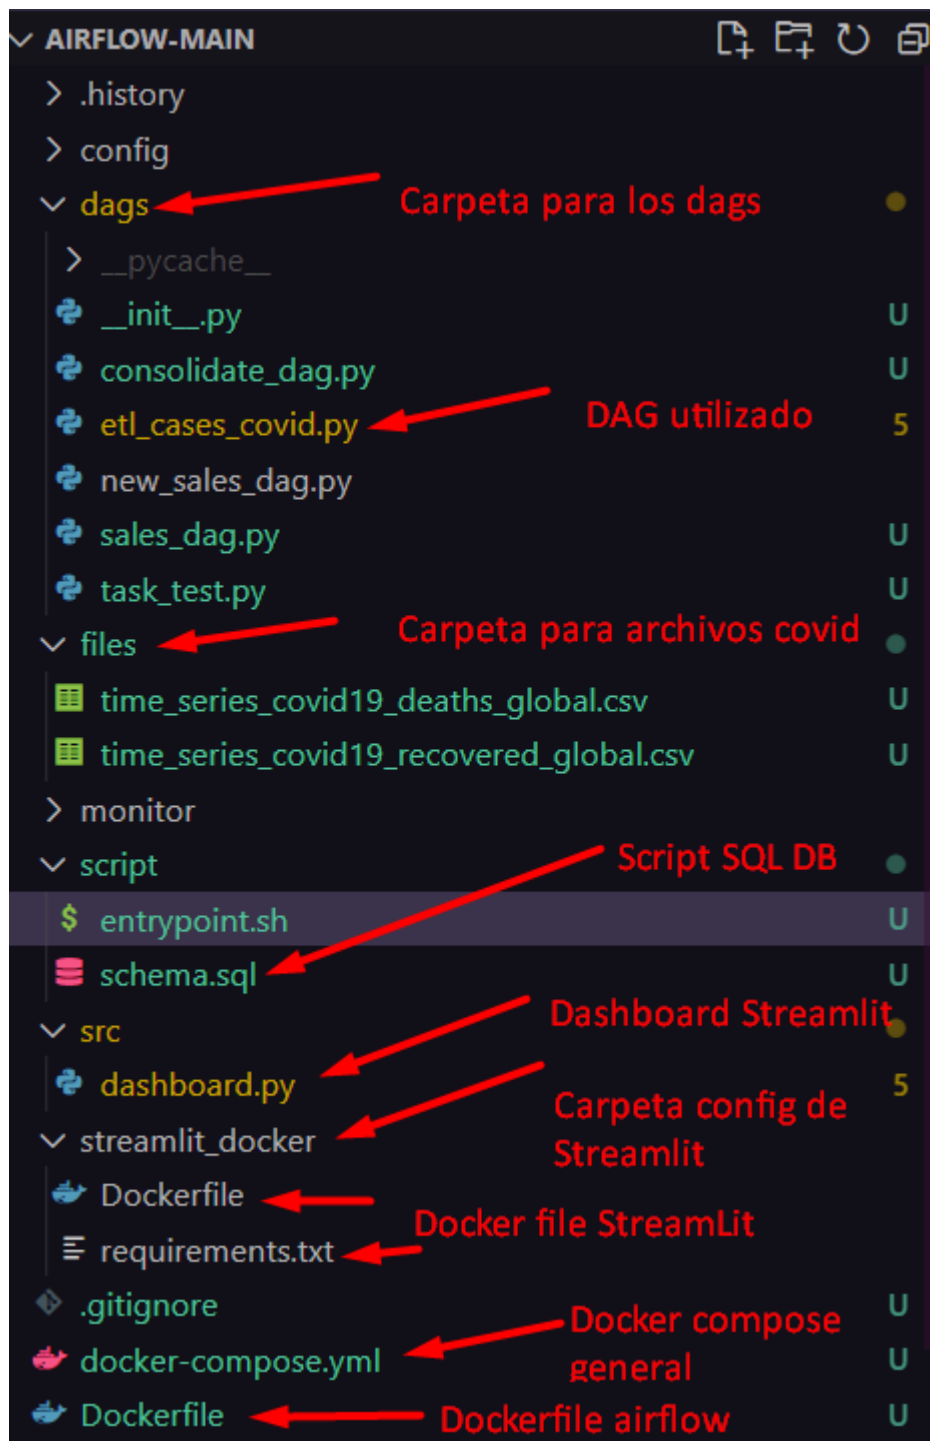 AIRFLOW-MAIN
.history
config
dags
Carpeta para los dags
__pycache__
__init__.py U
consolidate_dag.py U
etl_cases_covid.py 5
DAG utilizado
new_sales_dag.py
sales_dag.py U
task_test.py U
files
Carpeta para archivos covid
time_series_covid19_deaths_global.csv U
time_series_covid19_recovered_global.csv U
monitor
script
Script SQL DB
$ entrypoint.sh U
schema.sql U
src
Dashboard Streamlit
dashboard.py 5
streamlit_docker
Carpeta config de
Streamlit
Dockerfile
Docker file StreamLit
requirements.txt
.gitignore U
docker-compose.yml U
Docker compose
general
Dockerfile U
Dockerfile airflow